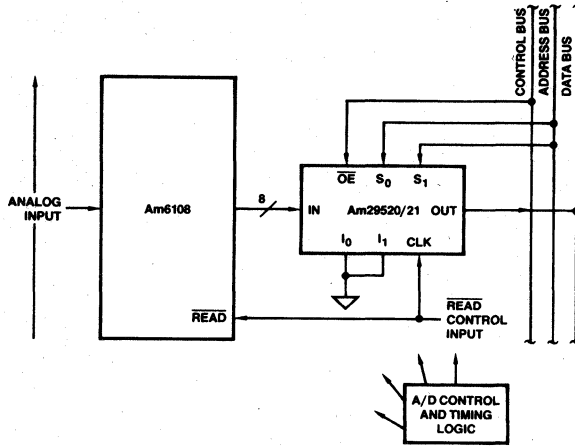 CONTROL BUS
ADDRESS BUS
DATA BUS
OE S0 S1
ANALOG
INPUT
Am6108
8
IN Am29520/21 OUT
I0 I1 CLK
READ
READ
CONTROL
INPUT
A/D CONTROL
AND TIMING
LOGIC